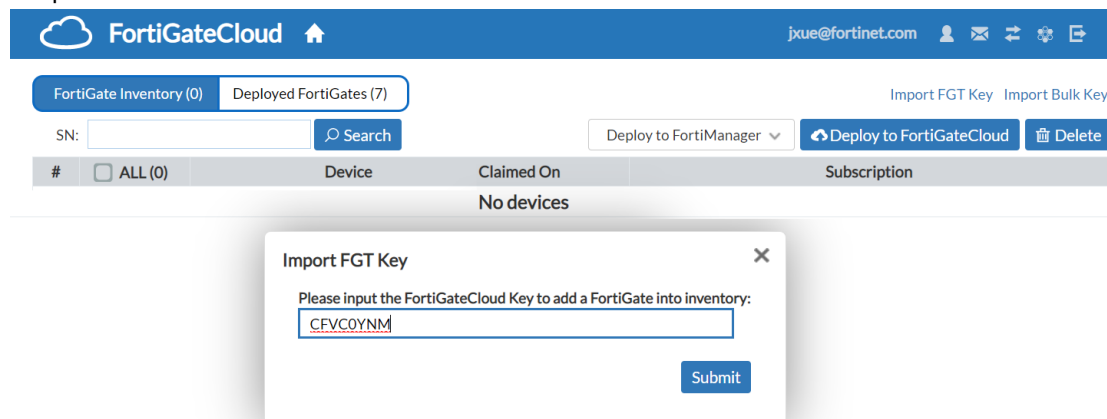 FortiGateCloud jxue@fortinet.com
FortiGate Inventory (0) Deployed FortiGates (7) Import FGT Key Import Bulk Key
SN: Search Deploy to FortiManager Deploy to FortiGateCloud Delete
# ALL (0) Device Claimed On Subscription
No devices
Import FGT Key
Please input the FortiGateCloud Key to add a FortiGate into inventory:
CFVC0YNM
Submit